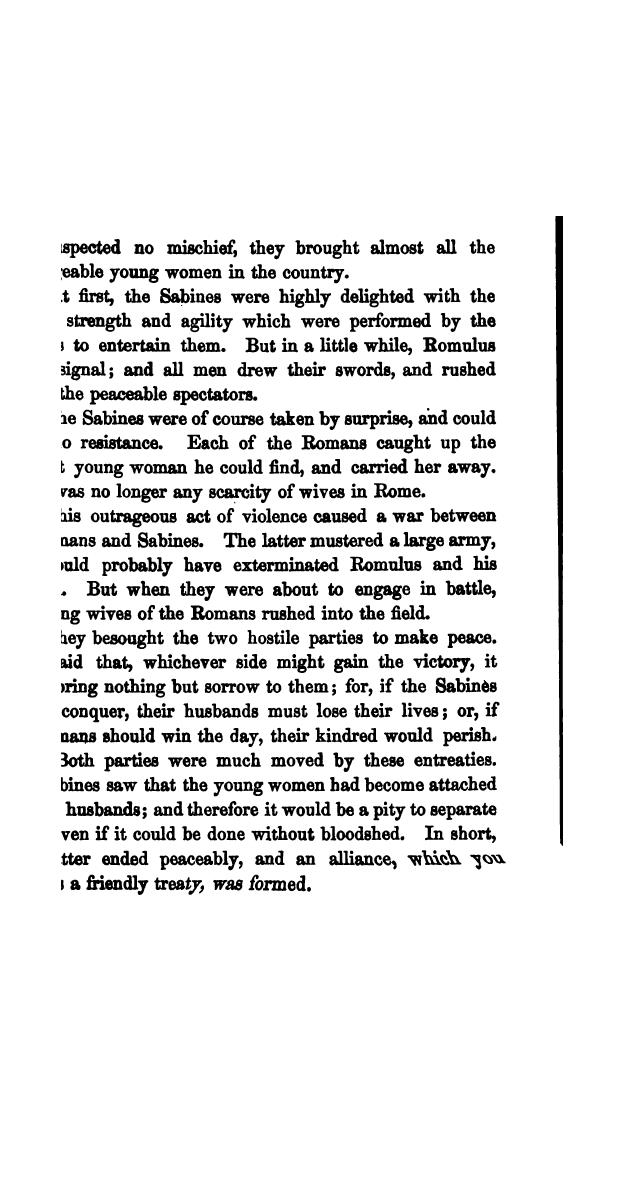 spected no mischief, they brought almost all the
eable young women in the country.
t first, the Sabines were highly delighted with the
strength and agility which were performed by the
to entertain them. But in a little while, Romulus
signal; and all men drew their swords, and rushed
the peaceable spectators.
he Sabines were of course taken by surprise, and could
o resistance. Each of the Romans caught up the
t young woman he could find, and carried her away.
was no longer any scarcity of wives in Rome.
his outrageous act of violence caused a war between
mans and Sabines. The latter mustered a large army,
ould probably have exterminated Romulus and his
. But when they were about to engage in battle,
ng wives of the Romans rushed into the field.
hey besought the two hostile parties to make peace.
aid that, whichever side might gain the victory, it
bring nothing but sorrow to them; for, if the Sabines
conquer, their husbands must lose their lives; or, if
mans should win the day, their kindred would perish.
Both parties were much moved by these entreaties.
bines saw that the young women had become attached
husbands; and therefore it would be a pity to separate
ven if it could be done without bloodshed. In short,
tter ended peaceably, and an alliance, which you
a friendly treaty, was formed.